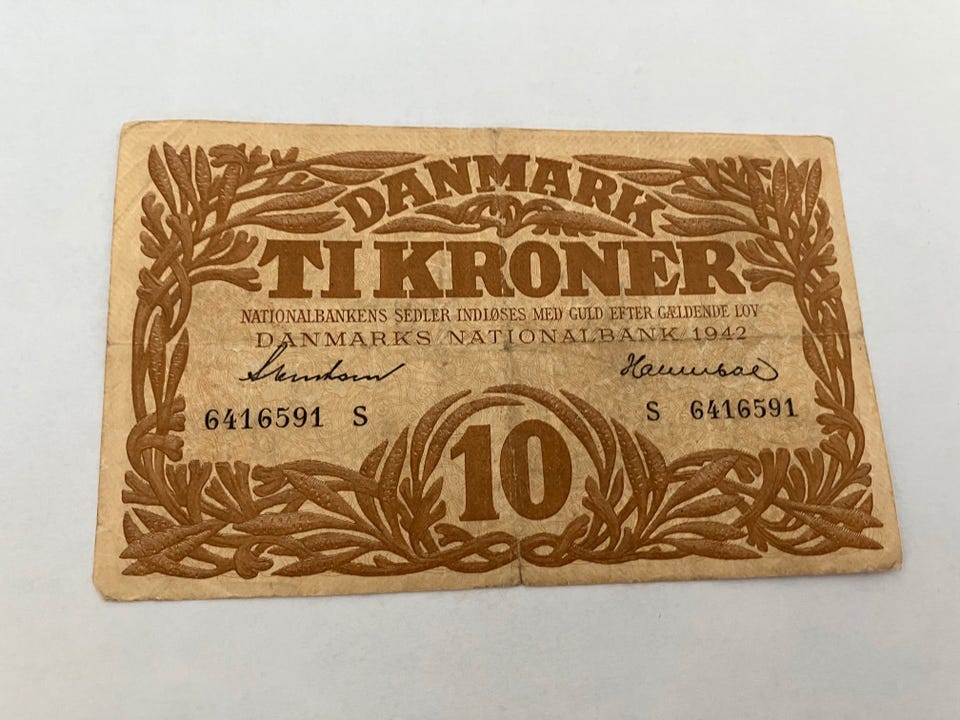 DANMARK
TI KRONER
NATIONALBANKENS SEDLER INDLØSES MED GULD EFTER GÆLDENDE LOV
DANMARKS NATIONALBANK 1942
6416591 S S 6416591
10